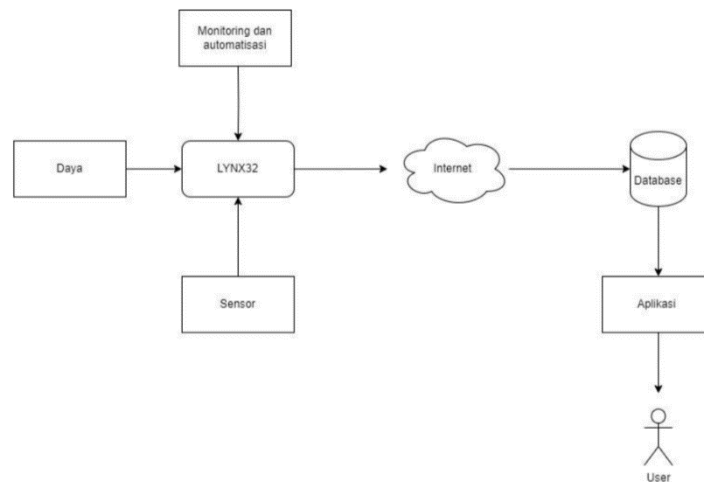 Monitoring dan
automatisasi
Daya
LYNX32
Internet
Database
Sensor
Aplikasi
User